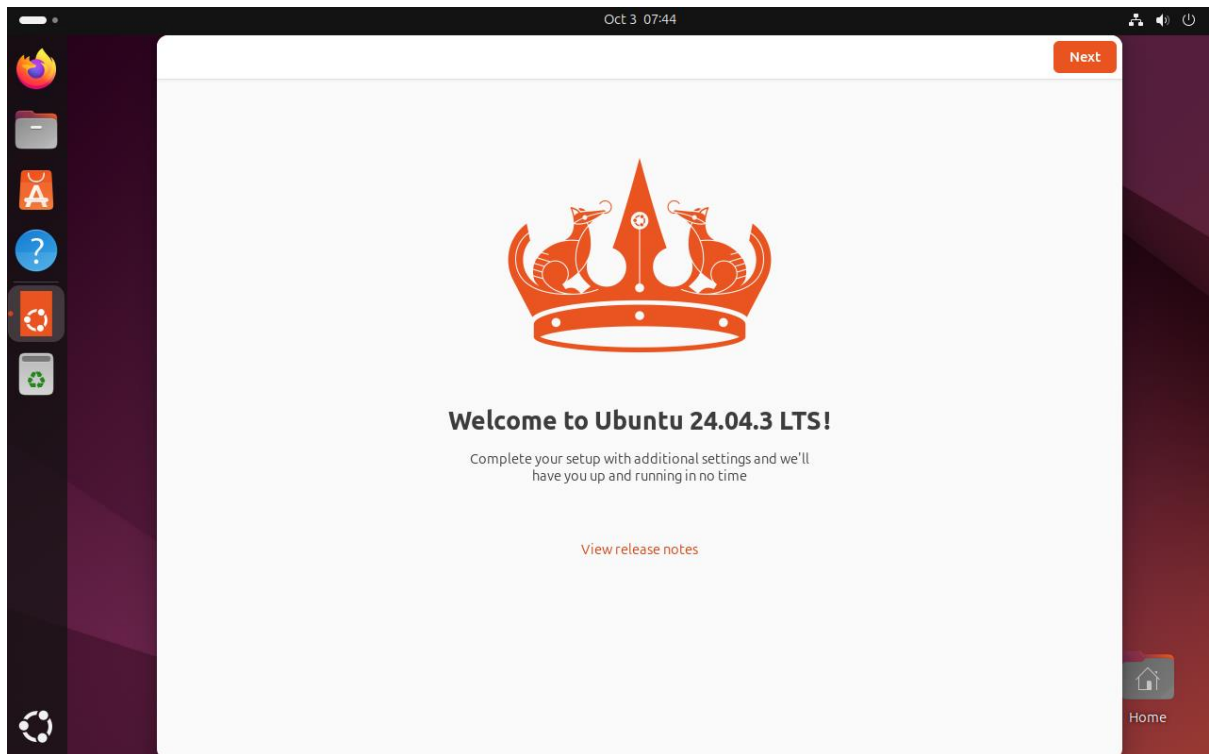 Oct 3 07:44
Next
Welcome to Ubuntu 24.04.3 LTS!
Complete your setup with additional settings and we'll
have you up and running in no time
View release notes
Home